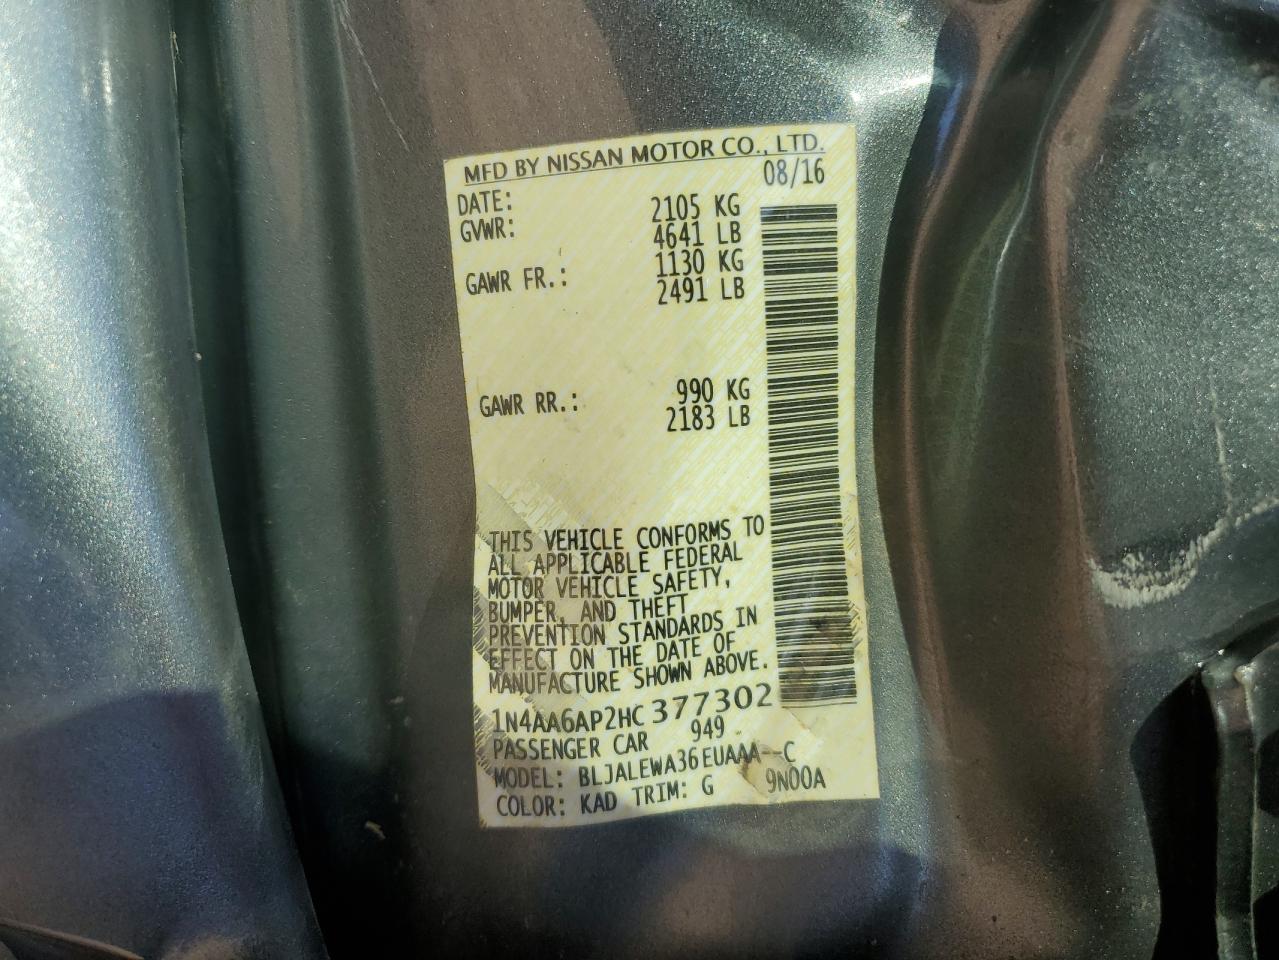 MFD BY NISSAN MOTOR CO., LTD.
DATE: 08/16
GVWR: 2105 KG
4641 LB
GAWR FR.: 1130 KG
2491 LB
GAWR RR.: 990 KG
2183 LB
THIS VEHICLE CONFORMS TO
ALL APPLICABLE FEDERAL
MOTOR VEHICLE SAFETY,
BUMPER, AND THEFT
PREVENTION STANDARDS IN
EFFECT ON THE DATE OF
MANUFACTURE SHOWN ABOVE.
1N4AA6AP2HC377302
PASSENGER CAR 949
MODEL: BLJALEWA36EUAAA--C
COLOR: KAD TRIM: G 9N00A